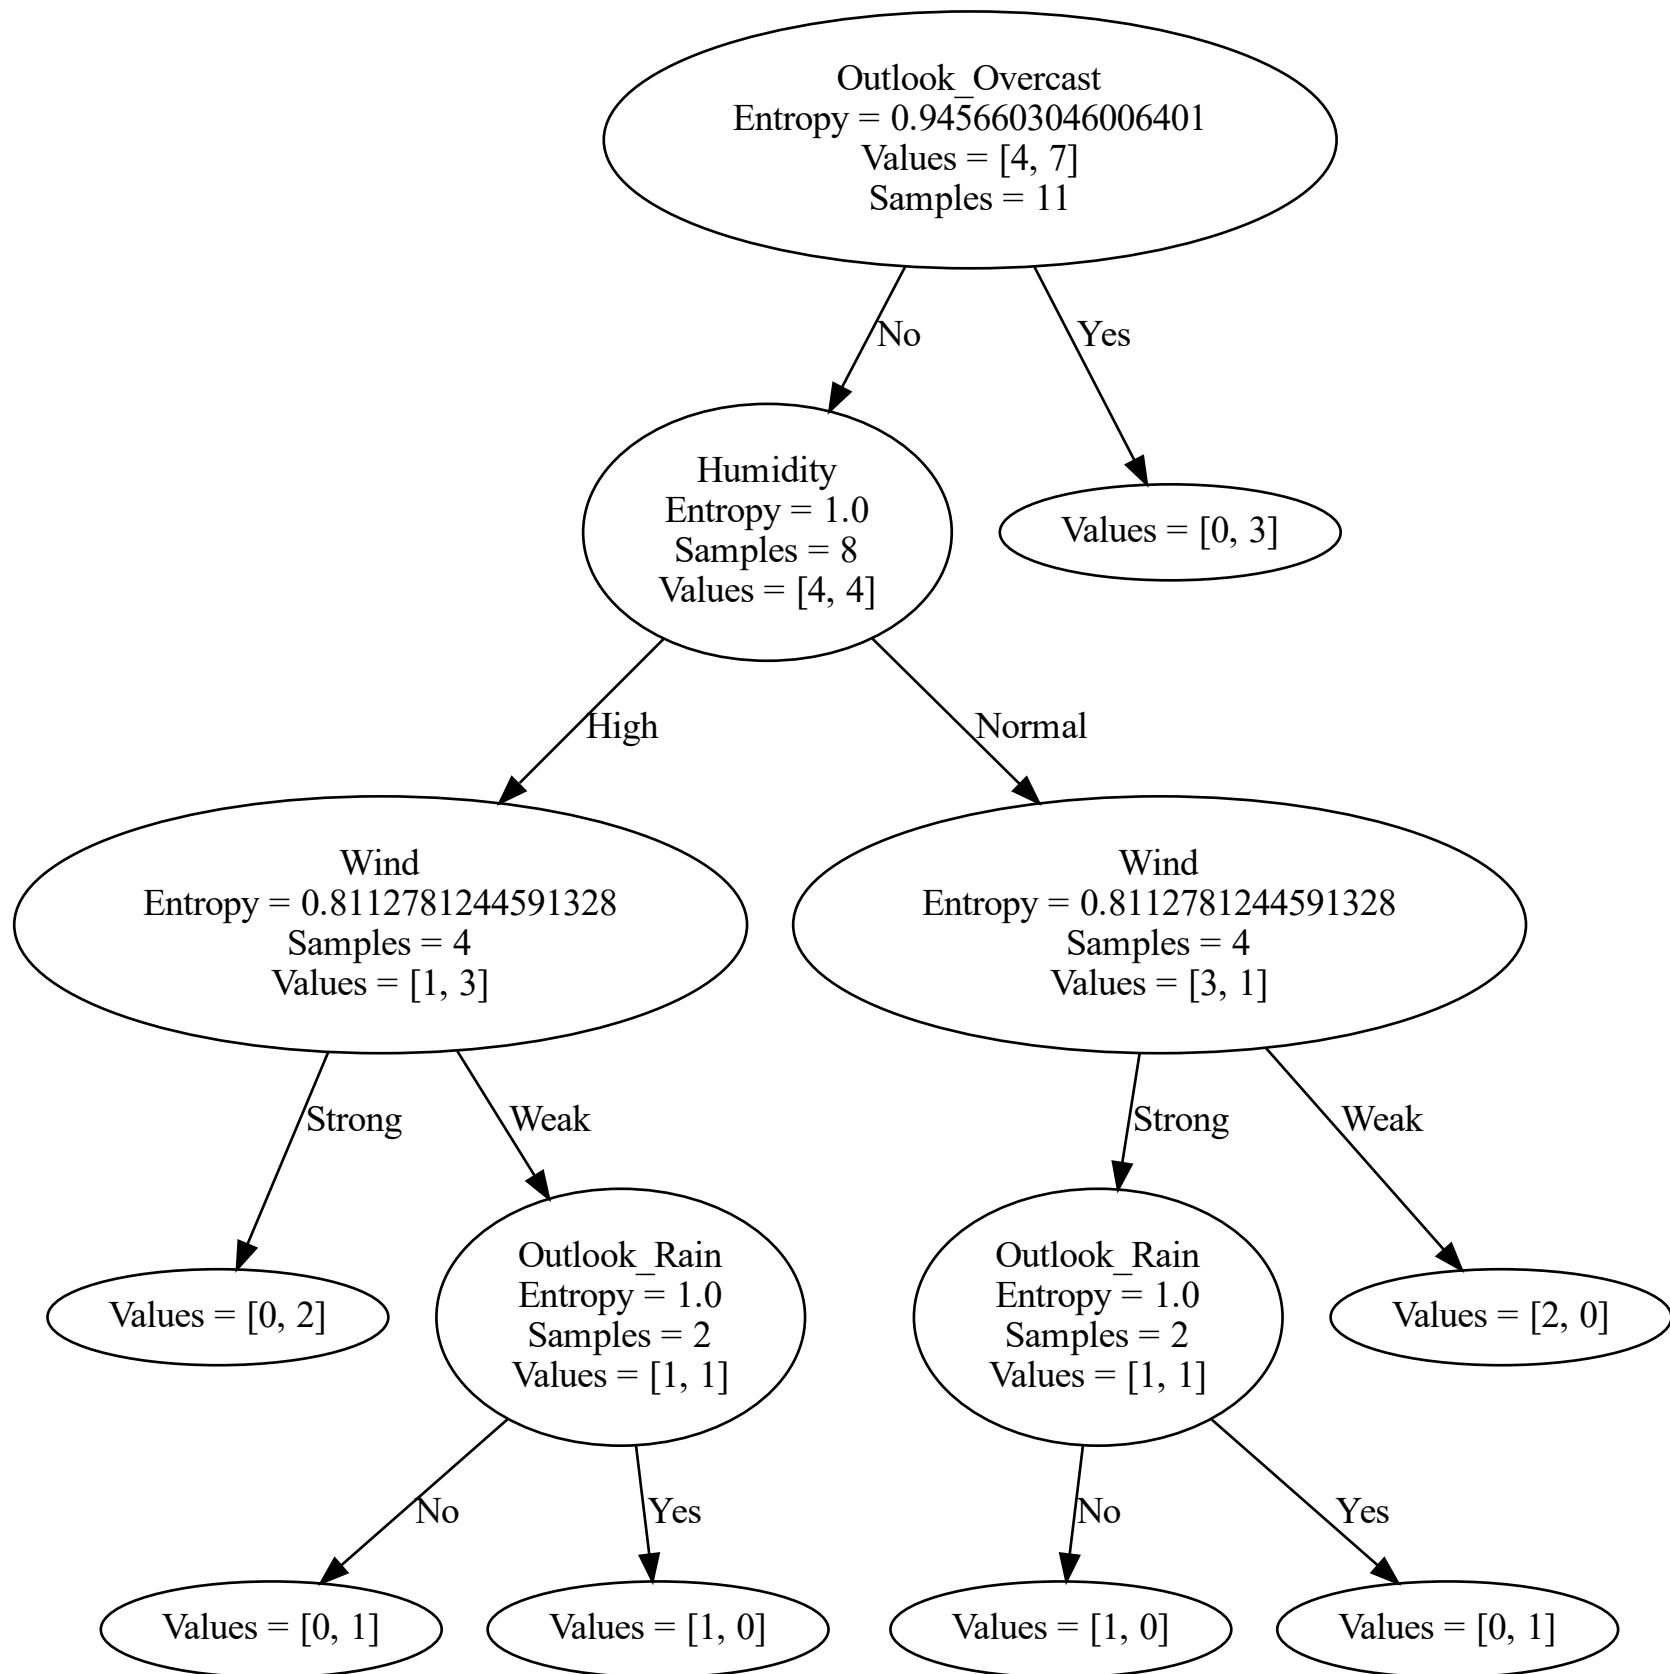 Outlook_Overcast
Entropy = 0.9456603046006401
Values = [4, 7]
Samples = 11
No
Yes
Humidity
Entropy = 1.0
Samples = 8
Values = [4, 4]
Values = [0, 3]
High
Normal
Wind
Entropy = 0.8112781244591328
Samples = 4
Values = [1, 3]
Wind
Entropy = 0.8112781244591328
Samples = 4
Values = [3, 1]
Strong
Weak
Strong
Weak
Values = [0, 2]
Outlook_Rain
Entropy = 1.0
Samples = 2
Values = [1, 1]
Outlook_Rain
Entropy = 1.0
Samples = 2
Values = [1, 1]
Values = [2, 0]
No
Yes
No
Yes
Values = [0, 1]
Values = [1, 0]
Values = [1, 0]
Values = [0, 1]